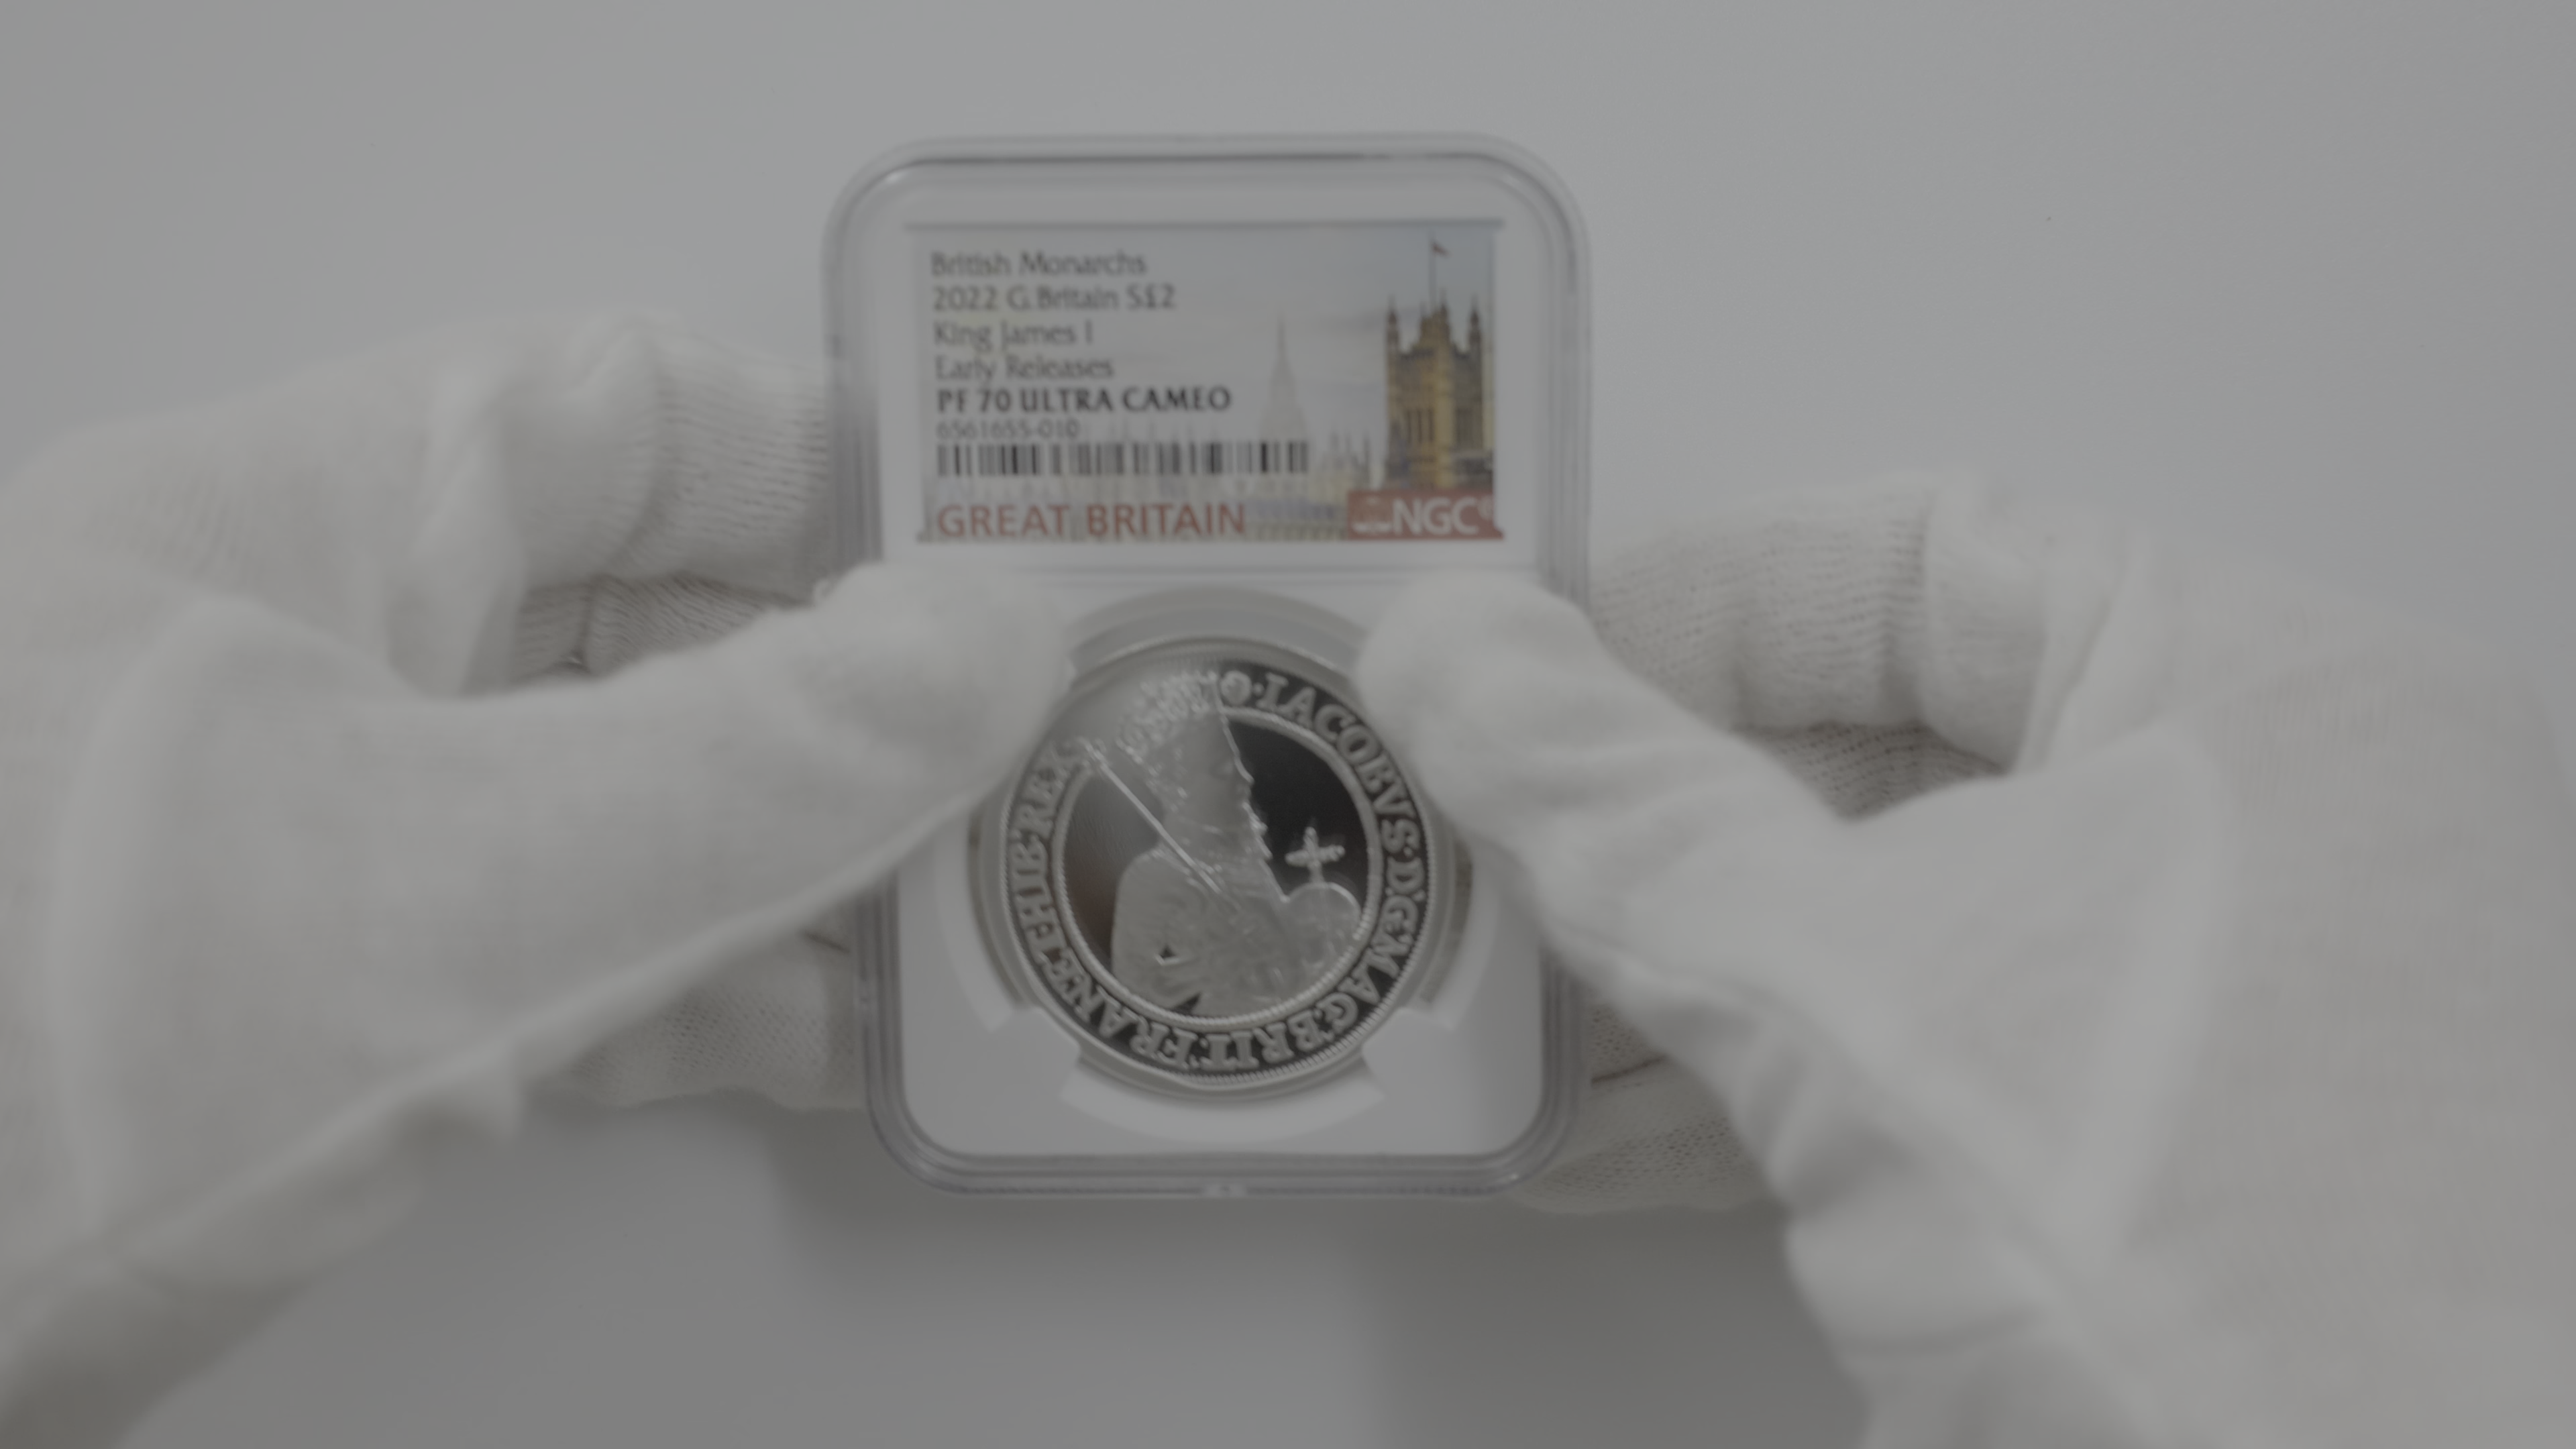 British Monarchs
2022 G.Britain S£2
King James I
Early Releases
PF 70 ULTRA CAMEO
6561655-010
GREAT BRITAIN
NGC
·IACOBVS·D'·G'·MAG'·BRIT'·FRAN'·ET·HIB'·REX